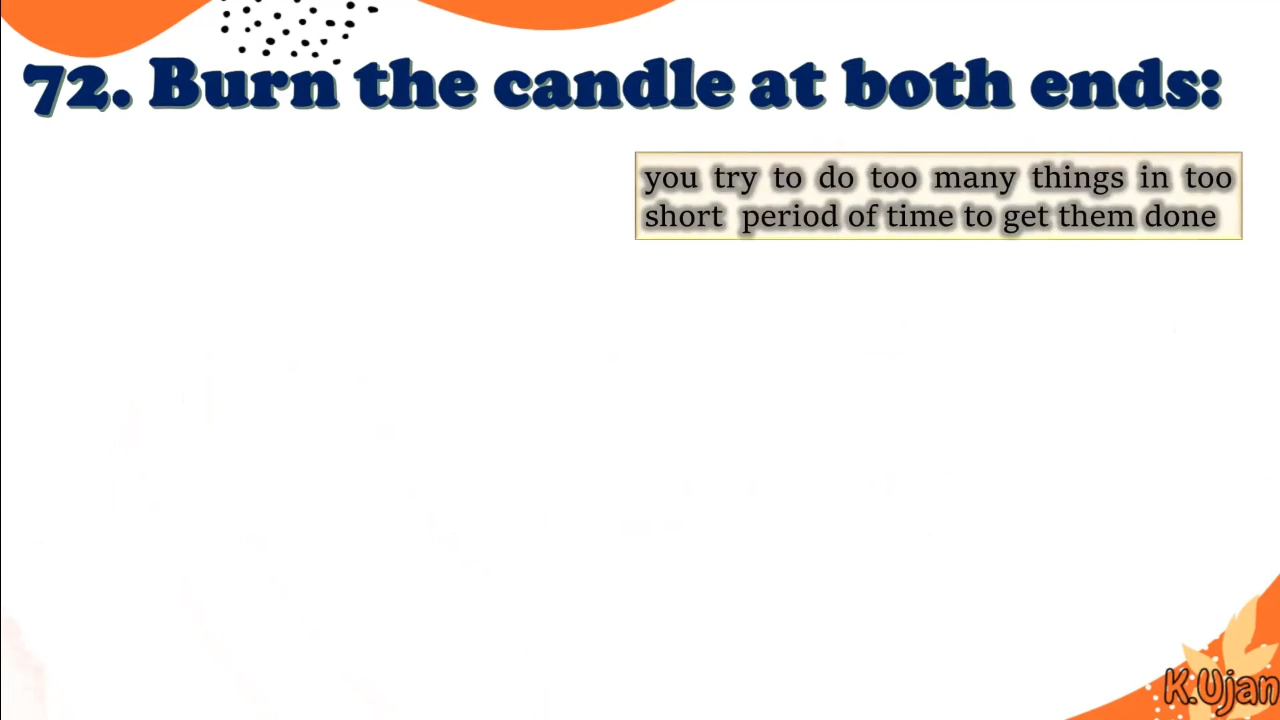 72. Burn the candle at both ends:
you try to do too many things in too
short period of time to get them done
K.Ujan